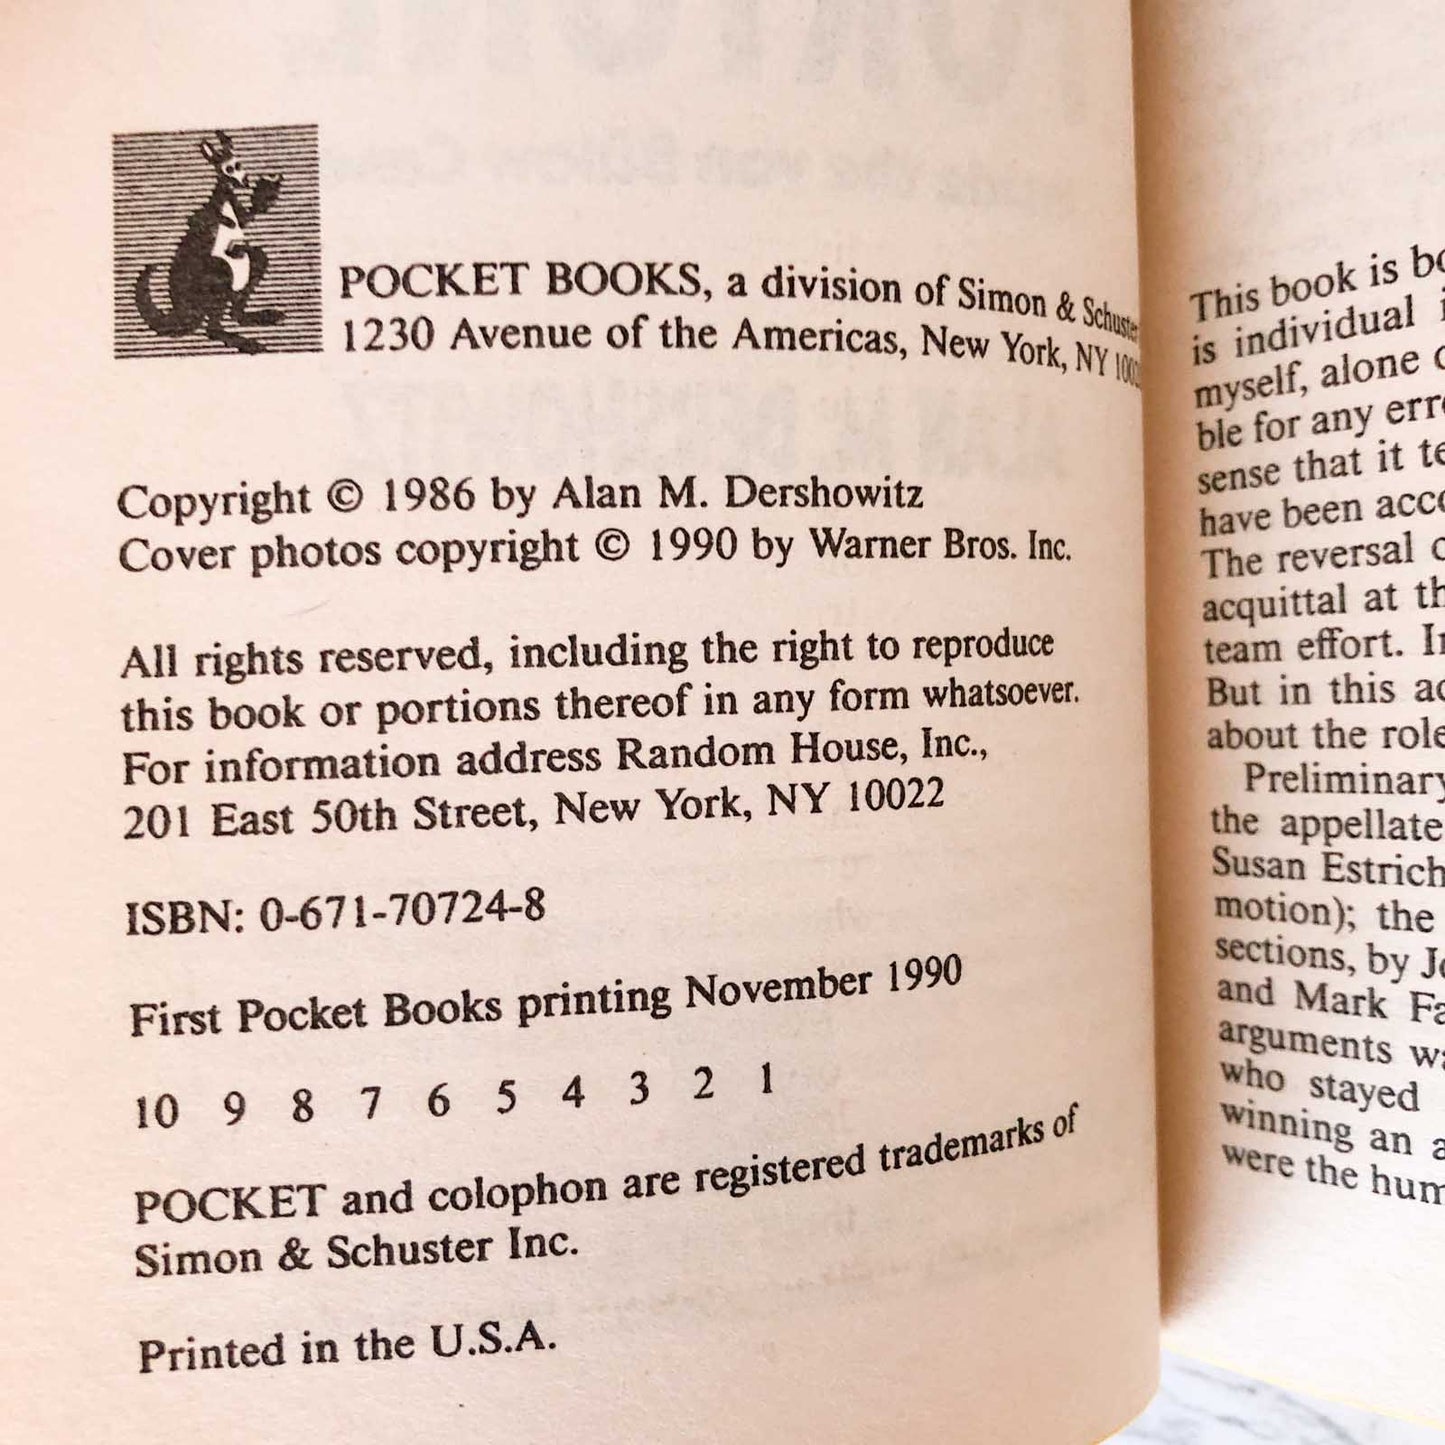 POCKET BOOKS, a division of Simon & Schuster
1230 Avenue of the Americas, New York, NY
Copyright © 1986 by Alan M. Dershowitz
Cover photos copyright © 1990 by Warner Bros. Inc.
All rights reserved, including the right to reproduce
this book or portions thereof in any form whatsoever.
For information address Random House, Inc.,
201 East 50th Street, New York, NY 10022
ISBN: 0-671-70724-8
First Pocket Books printing November 1990
10 9 8 7 6 5 4 3 2 1
POCKET and colophon are registered trademarks of
Simon & Schuster Inc.
Printed in the U.S.A.
This book is
is individual
myself, alone
ble for any
sense that it
have been
The reversal
acquittal at
team effort.
But in this
about the
Preliminary
the appellate
Susan Estrich
motion); the
sections, by
and Mark
arguments
who stayed
winning an
were the